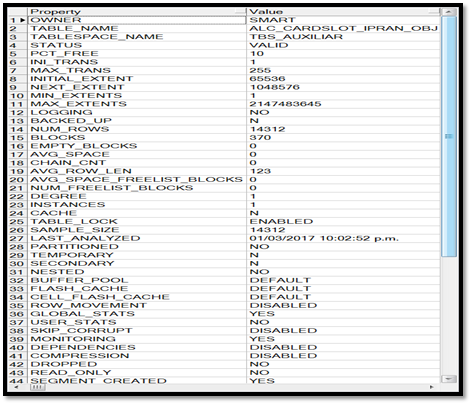 Property Value
1 OWNER SMART
2 TABLE_NAME ALC_CARDSLOT_IPRAN_OBJ
3 TABLESPACE_NAME TBS_AUXILIAR
4 STATUS VALID
5 PCT_FREE 10
6 INI_TRANS 1
7 MAX_TRANS 255
8 INITIAL_EXTENT 65536
9 NEXT_EXTENT 1048576
10 MIN_EXTENTS 1
11 MAX_EXTENTS 2147483645
12 LOGGING NO
13 BACKED_UP N
14 NUM_ROWS 14312
15 BLOCKS 370
16 EMPTY_BLOCKS 0
17 AVG_SPACE 0
18 CHAIN_CNT 0
19 AVG_ROW_LEN 123
20 AVG_SPACE_FREELIST_BLOCKS 0
21 NUM_FREELIST_BLOCKS 0
22 DEGREE 1
23 INSTANCES 1
24 CACHE N
25 TABLE_LOCK ENABLED
26 SAMPLE_SIZE 14312
27 LAST_ANALYZED 01/03/2017 10:02:52 p.m.
28 PARTITIONED NO
29 TEMPORARY N
30 SECONDARY N
31 NESTED NO
32 BUFFER_POOL DEFAULT
33 FLASH_CACHE DEFAULT
34 CELL_FLASH_CACHE DEFAULT
35 ROW_MOVEMENT DISABLED
36 GLOBAL_STATS YES
37 USER_STATS NO
38 SKIP_CORRUPT DISABLED
39 MONITORING YES
40 DEPENDENCIES DISABLED
41 COMPRESSION DISABLED
42 DROPPED NO
43 READ_ONLY NO
44 SEGMENT_CREATED YES